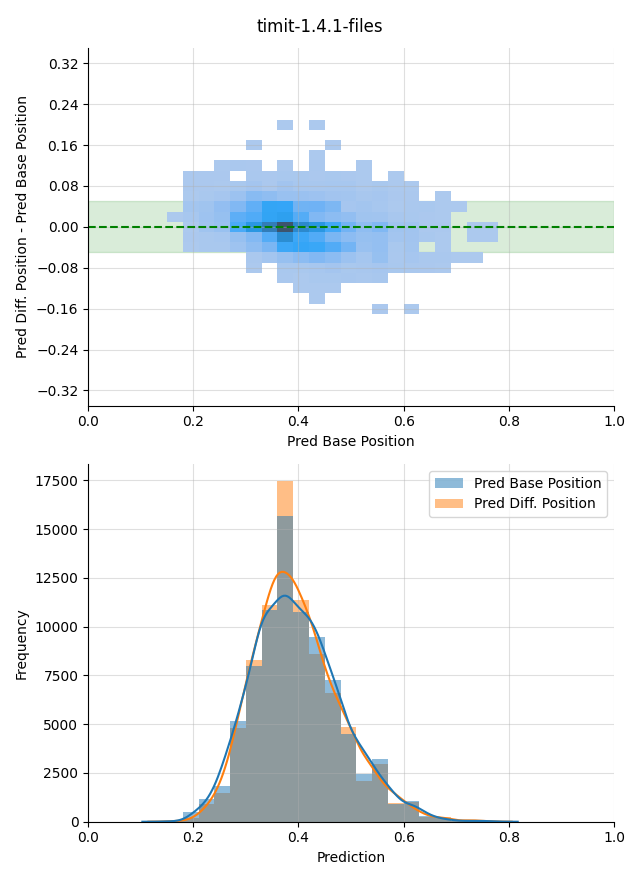 timit-1.4.1-files
Pred Diff. Position - Pred Base Position
0.32
0.24
0.16
0.08
0.00
−0.08
−0.16
−0.24
−0.32
0.0 0.2 0.4 0.6 0.8 1.0
Pred Base Position
Frequency
17500
15000
12500
10000
7500
5000
2500
0
Pred Base Position
Pred Diff. Position
0.0 0.2 0.4 0.6 0.8 1.0
Prediction